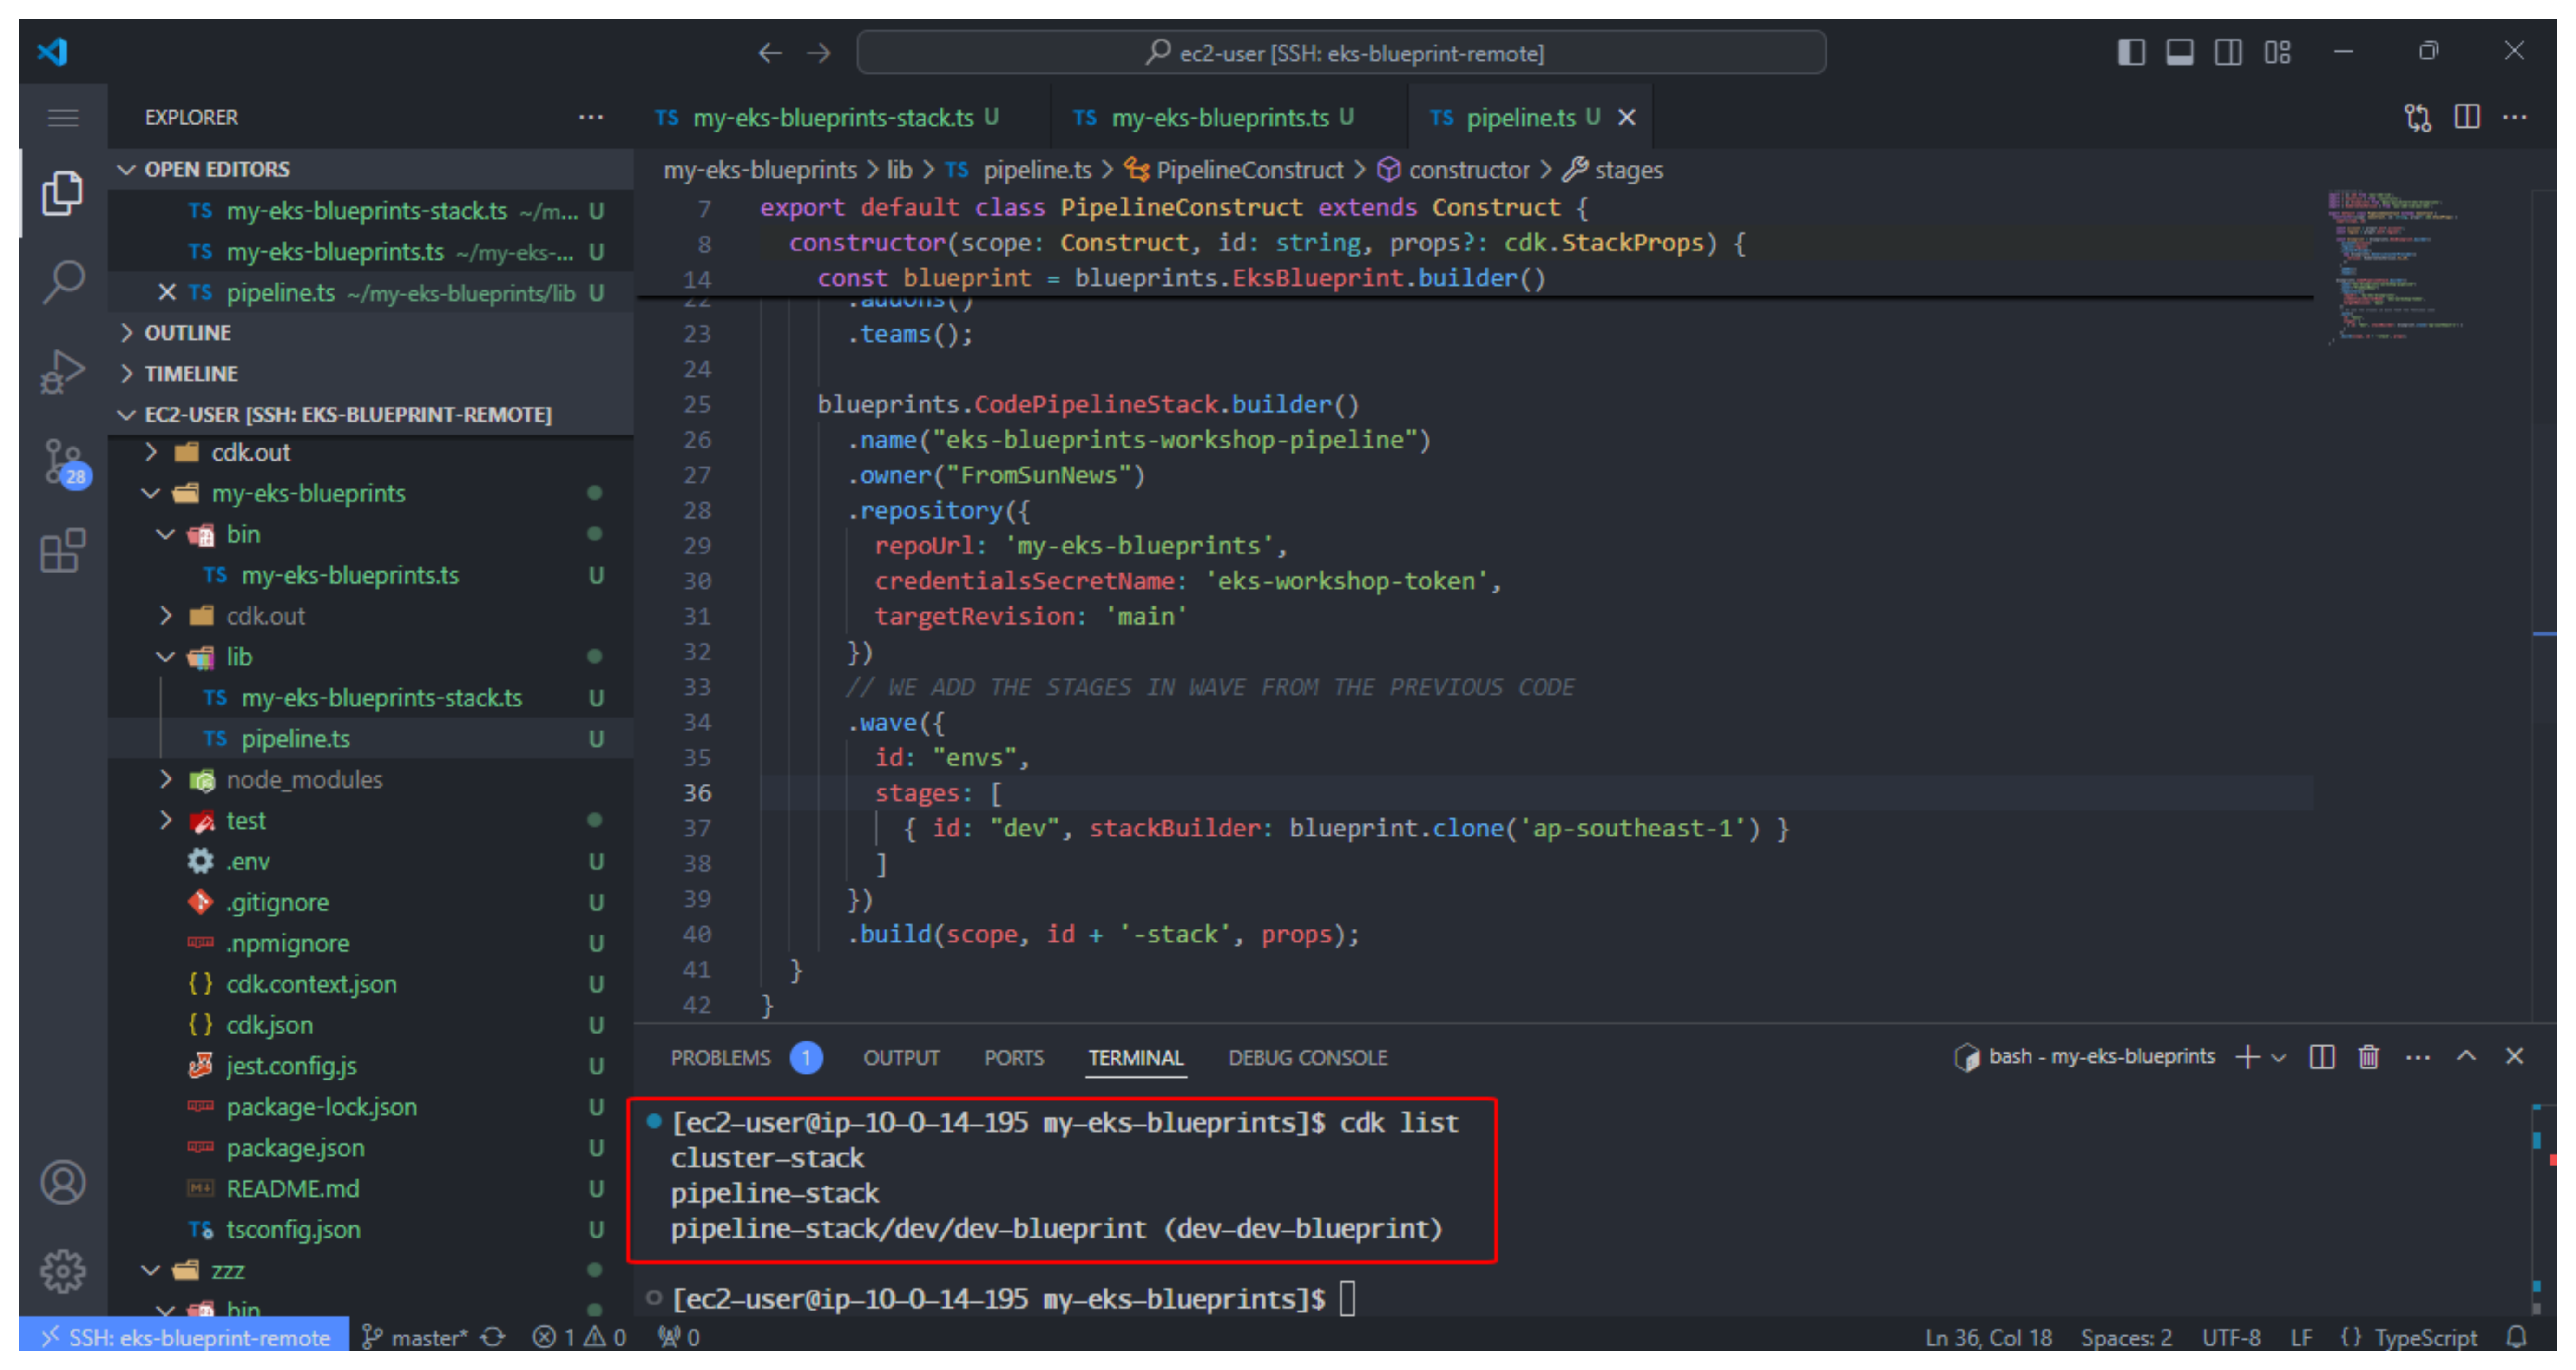 ec2-user [SSH: eks-blueprint-remote]
EXPLORER
OPEN EDITORS
TS my-eks-blueprints-stack.ts ~/m... U
TS my-eks-blueprints.ts ~/my-eks-... U
TS pipeline.ts ~/my-eks-blueprints/lib U
OUTLINE
TIMELINE
EC2-USER [SSH: EKS-BLUEPRINT-REMOTE]
cdk.out
my-eks-blueprints
bin
TS my-eks-blueprints.ts U
cdk.out
lib
TS my-eks-blueprints-stack.ts U
TS pipeline.ts U
node_modules
test
.env U
.gitignore U
.npmignore U
cdk.context.json U
cdk.json U
jest.config.js U
package-lock.json U
package.json U
README.md U
TS tsconfig.json U
zzz
bin
28
TS my-eks-blueprints-stack.ts U
TS my-eks-blueprints.ts U
TS pipeline.ts U
my-eks-blueprints > lib > TS pipeline.ts > PipelineConstruct > constructor > stages
7 export default class PipelineConstruct extends Construct {
8 constructor(scope: Construct, id: string, props?: cdk.StackProps) {
14 const blueprint = blueprints.EksBlueprint.builder()
22 .addons()
23 .teams();
24
25 blueprints.CodePipelineStack.builder()
26 .name("eks-blueprints-workshop-pipeline")
27 .owner("FromSunNews")
28 .repository({
29 repoUrl: 'my-eks-blueprints',
30 credentialsSecretName: 'eks-workshop-token',
31 targetRevision: 'main'
32 })
33 // WE ADD THE STAGES IN WAVE FROM THE PREVIOUS CODE
34 .wave({
35 id: "envs",
36 stages: [
37 { id: "dev", stackBuilder: blueprint.clone('ap-southeast-1') }
38 ]
39 })
40 .build(scope, id + '-stack', props);
41 }
42 }
PROBLEMS 1 OUTPUT PORTS TERMINAL DEBUG CONSOLE
bash - my-eks-blueprints
[ec2-user@ip-10-0-14-195 my-eks-blueprints]$ cdk list
cluster-stack
pipeline-stack
pipeline-stack/dev/dev-blueprint (dev-dev-blueprint)
[ec2-user@ip-10-0-14-195 my-eks-blueprints]$
SSH: eks-blueprint-remote master* 1 0 0
Ln 36, Col 18 Spaces: 2 UTF-8 LF {} TypeScript